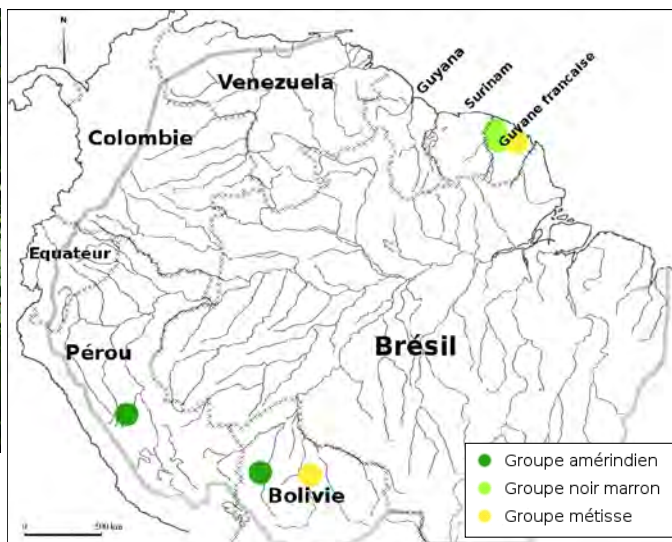 N
Venezuela
Guyana
Surinam
Guyane francaise
Colombie
Equateur
Pérou
Brésil
Bolivie
Groupe amérindien
Groupe noir marron
Groupe métisse
0 500 km